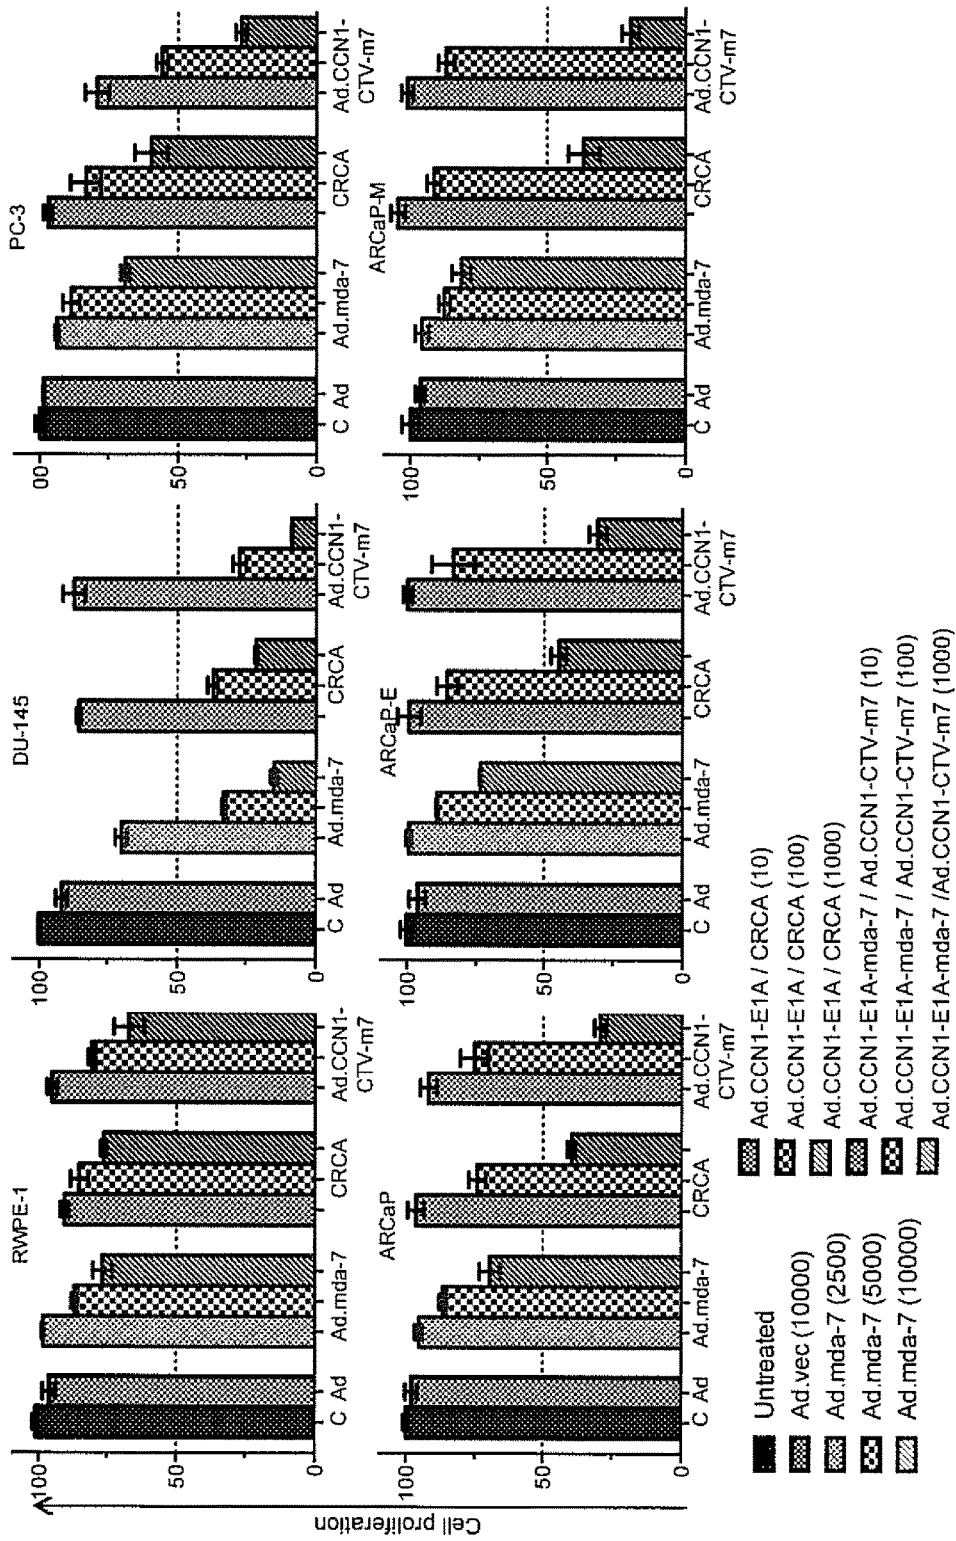 Cell proliferation
RWPE-1
100
50
0
C Ad
Ad.mda-7
CRCA
Ad.CCN1-
CTV-m7
DU-145
100
50
0
C Ad
Ad.mda-7
CRCA
Ad.CCN1-
CTV-m7
PC-3
00
50
0
C Ad
Ad.mda-7
CRCA
Ad.CCN1-
CTV-m7
ARCaP
100
50
0
C Ad
Ad.mda-7
CRCA
Ad.CCN1-
CTV-m7
ARCaP-E
100
50
0
C Ad
Ad.mda-7
CRCA
Ad.CCN1-
CTV-m7
ARCaP-M
100
50
0
C Ad
Ad.mda-7
CRCA
Ad.CCN1-
CTV-m7
Untreated
Ad.vec (10000)
Ad.mda-7 (2500)
Ad.mda-7 (5000)
Ad.mda-7 (10000)
Ad.CCN1-E1A / CRCA (10)
Ad.CCN1-E1A / CRCA (100)
Ad.CCN1-E1A / CRCA (1000)
Ad.CCN1-E1A-mda-7 / Ad.CCN1-CTV-m7 (10)
Ad.CCN1-E1A-mda-7 / Ad.CCN1-CTV-m7 (100)
Ad.CCN1-E1A-mda-7 /Ad.CCN1-CTV-m7 (1000)